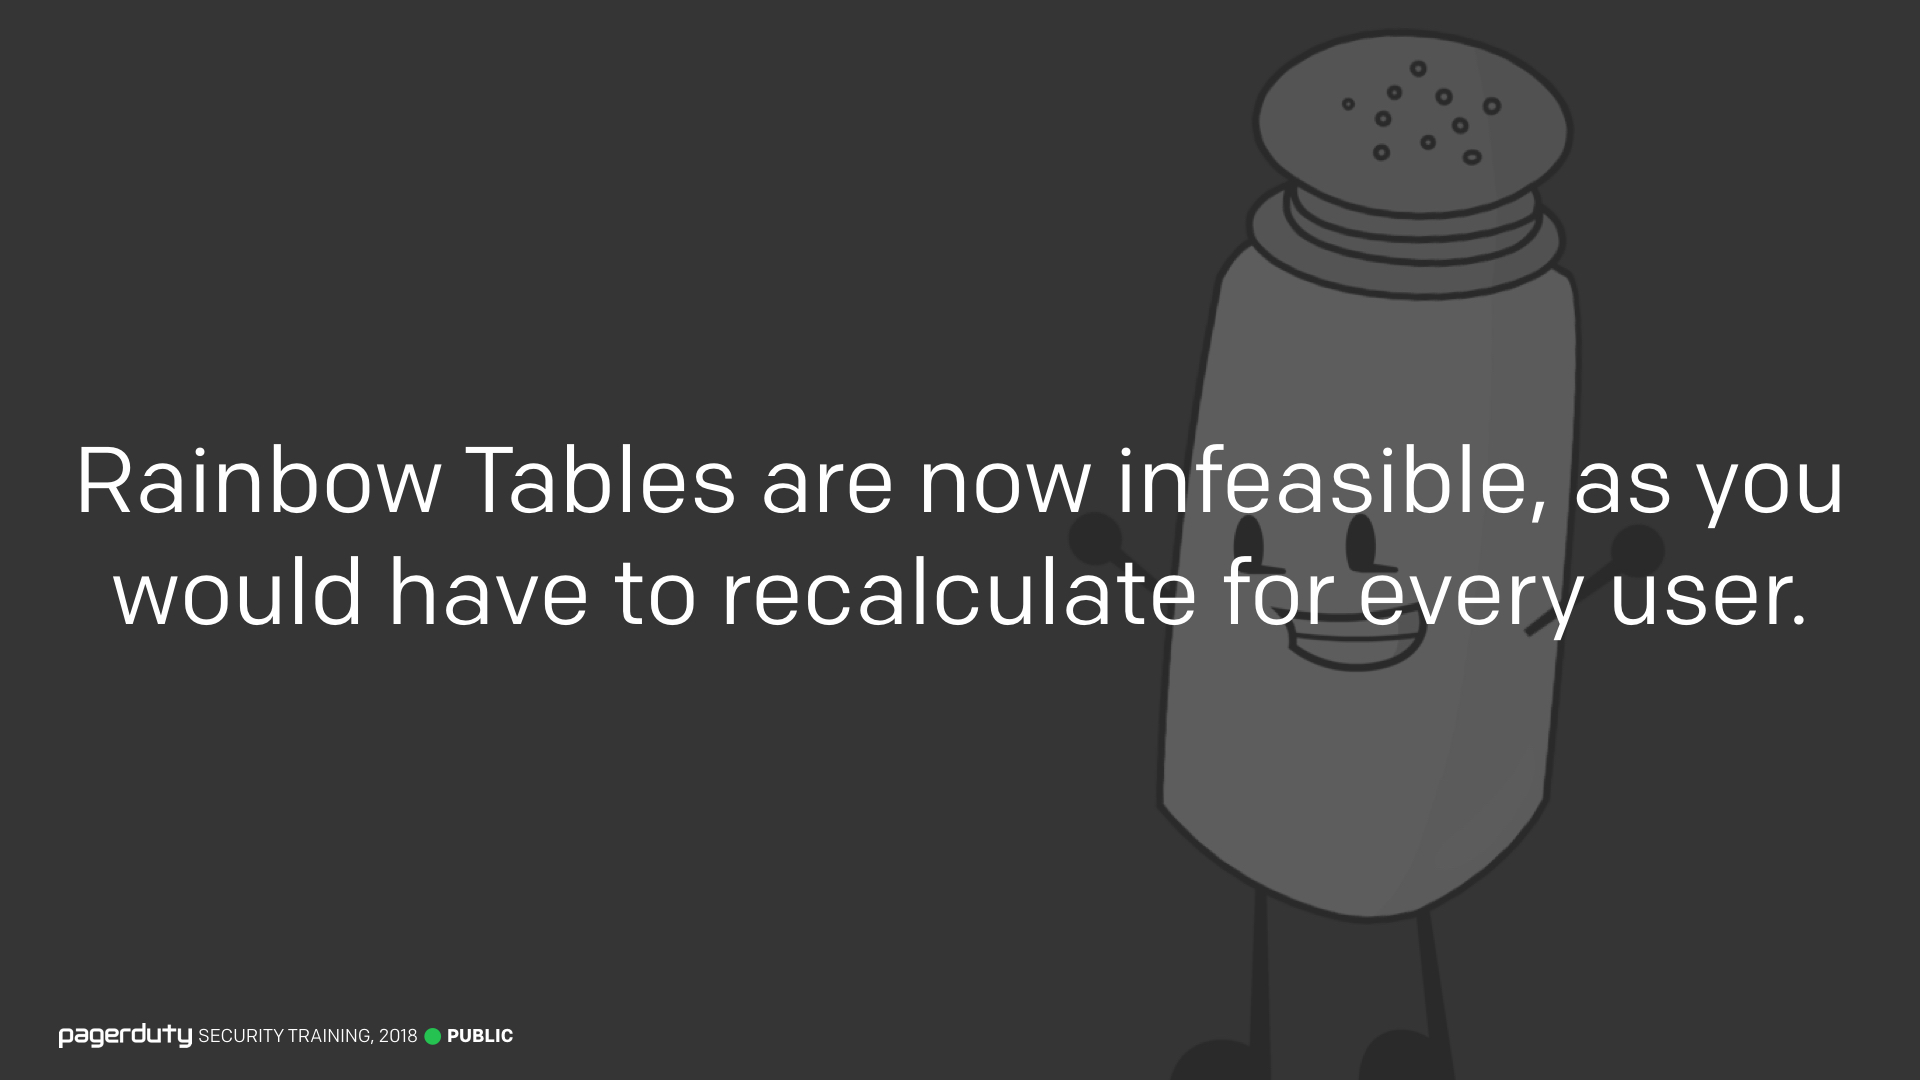 Rainbow Tables are now infeasible, as you
would have to recalculate for every user.
pagerduty SECURITY TRAINING, 2018 PUBLIC